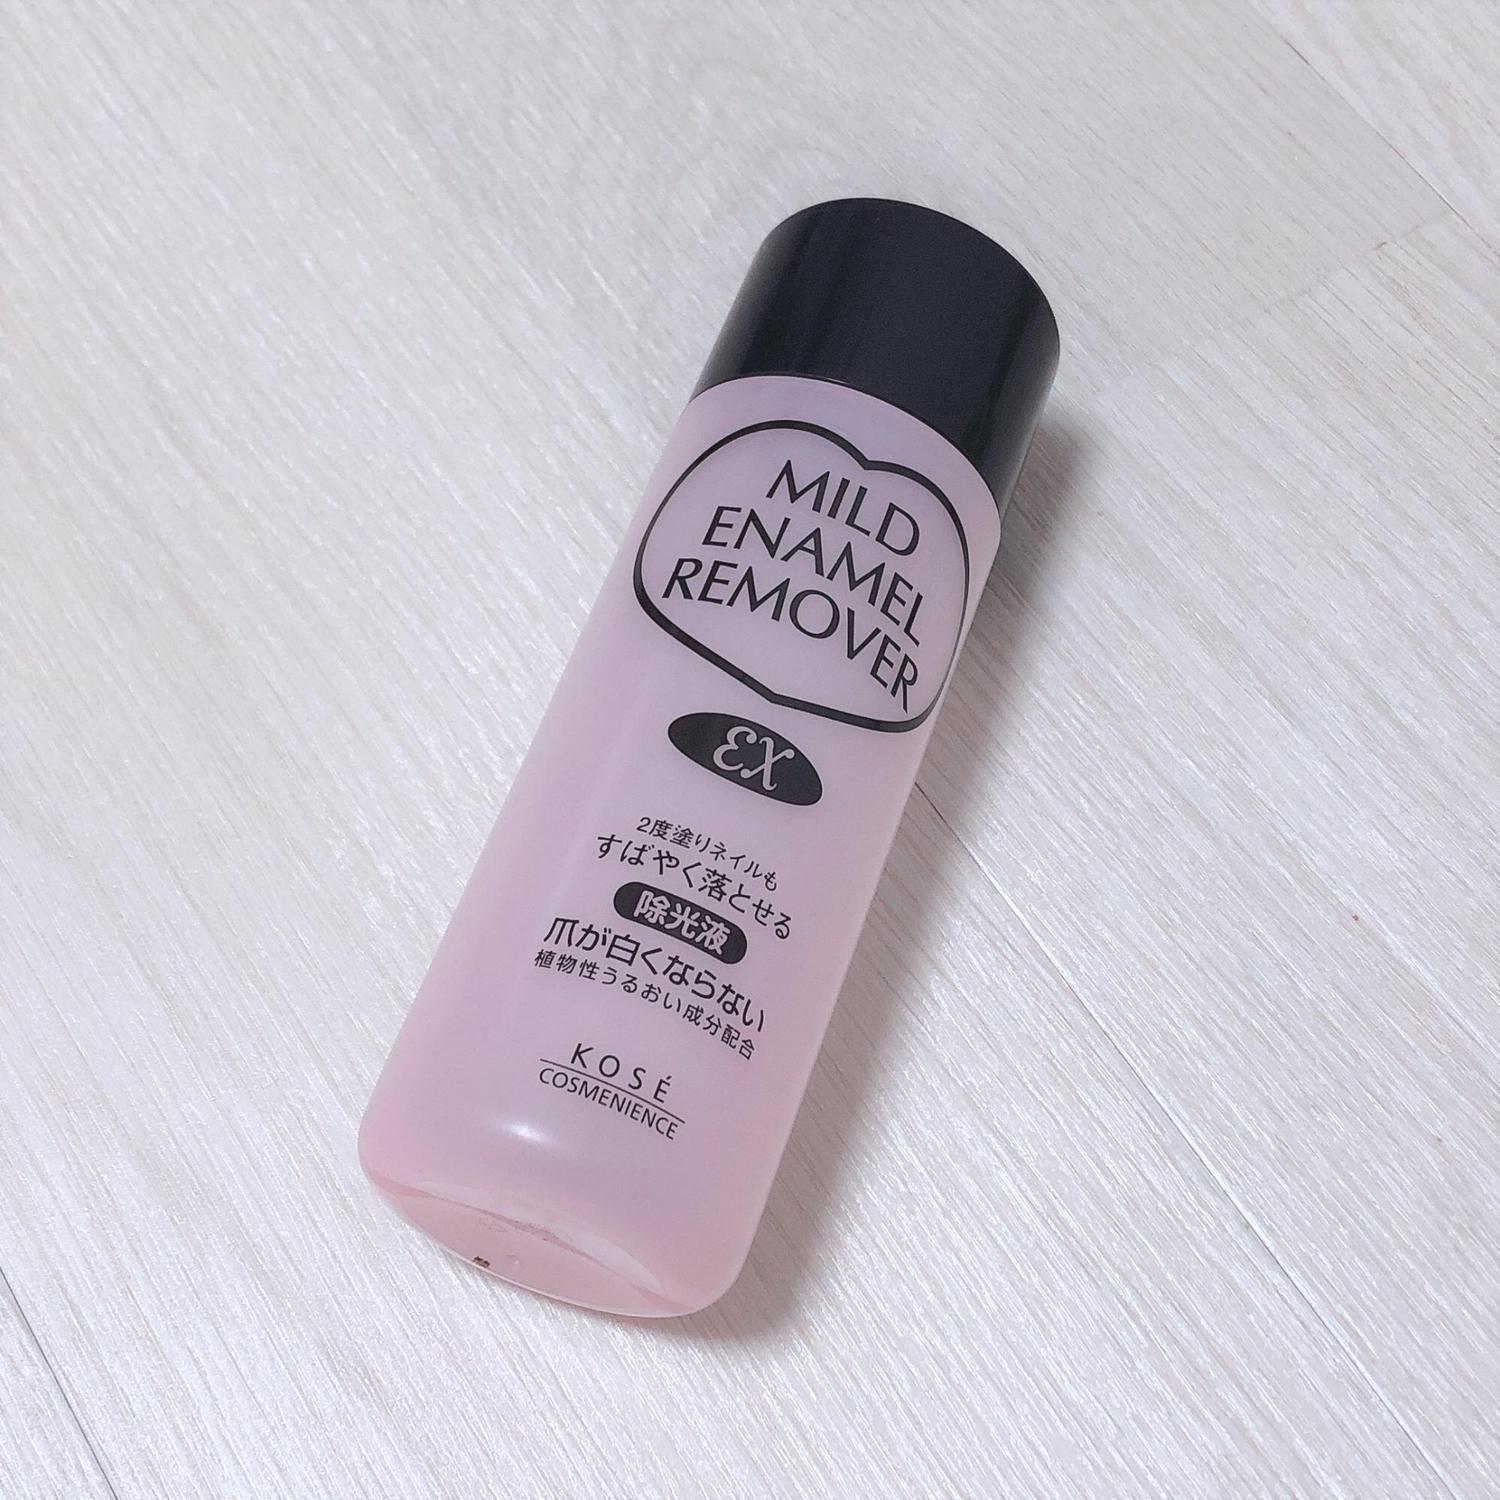 MILD
ENAMEL
REMOVER
EX
2度塗りネイルも
すばやく落とせる
除光液
爪が白くならない
植物性うるおい成分配合
KOSÉ
COSMENIENCE